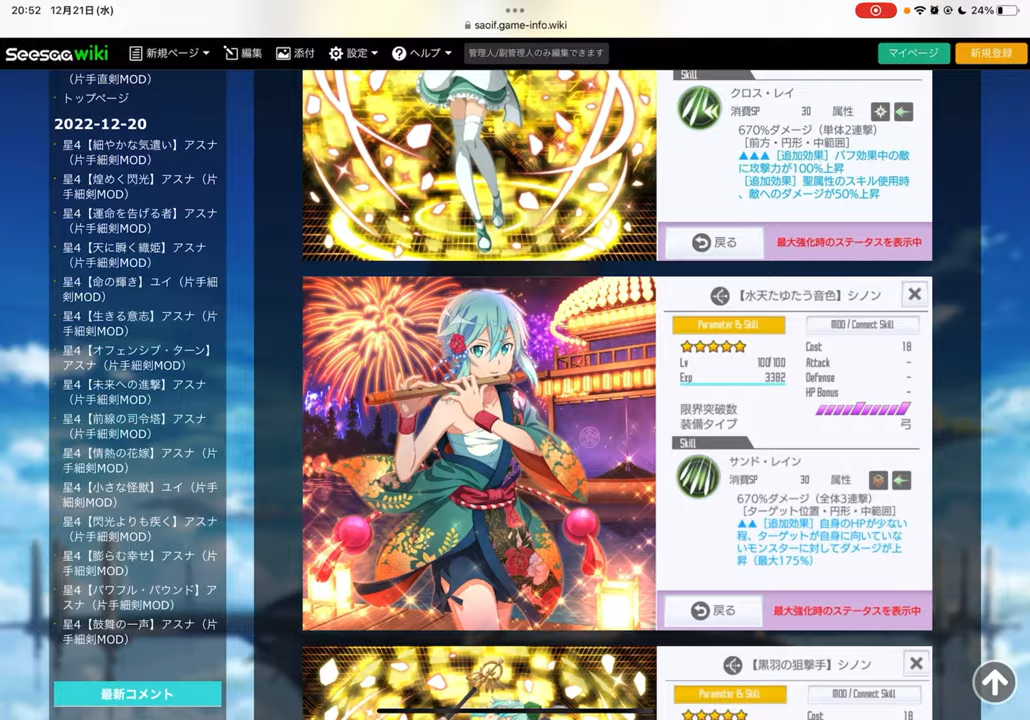 20:52 12月21日(水)
24%
saoif.game-info.wiki
Seesaa wiki
新規ページ
編集
添付
設定
ヘルプ
管理人/副管理人のみ編集できます
マイページ
新規登録
(片手直剣MOD)
トップページ
2022-12-20
星4【細やかな気遣い】アスナ
(片手細剣MOD)
星4【煌めく閃光】アスナ(片
手細剣MOD)
星4【運命を告げる者】アスナ
(片手細剣MOD)
星4【天に瞬く織姫】アスナ
(片手細剣MOD)
星4【命の輝き】ユイ(片手細
剣MOD)
星4【生きる意志】アスナ(片
手細剣MOD)
星4【オフェンシブ・ターン】
アスナ(片手細剣MOD)
星4【未来への進撃】アスナ
(片手細剣MOD)
星4【前線の司令塔】アスナ
(片手細剣MOD)
星4【情熱の花嫁】アスナ(片
手細剣MOD)
星4【小さな怪獣】ユイ(片手
細剣MOD)
星4【閃光よりも疾く】アスナ
(片手細剣MOD)
星4【膨らむ幸せ】アスナ(片
手細剣MOD)
星4【パワフル・バウンド】ア
スナ(片手細剣MOD)
星4【鼓舞の一声】アスナ(片
手細剣MOD)
最新コメント
Skill
クロス・レイ
消費SP 30 属性
670%ダメージ(単体2連撃)
[前方・円形・中範囲]
▲▲▲[追加効果]バフ効果中の敵
に攻撃力が100%上昇
[追加効果]聖属性のスキル使用時
、敵へのダメージが50%上昇
戻る
最大強化時のステータスを表示中
【水天たゆたう音色】シノン
Parameter & Skill
MOD / Connect Skill
Lv 100/100
Exp 3382
Cost 18
Attack -
Defense -
HP Bonus -
限界突破数
装備タイプ 弓
Skill
サンド・レイン
消費SP 30 属性
670%ダメージ(全体3連撃)
[ターゲット位置・円形・中範囲]
▲▲[追加効果]自身のHPが少ない
程、ターゲットが自身に向いていな
いモンスターに対してダメージが上
昇(最大175%)
戻る
最大強化時のステータスを表示中
【黒羽の狙撃手】シノン
Parameter & Skill
MOD / Connect Skill
Cost 18